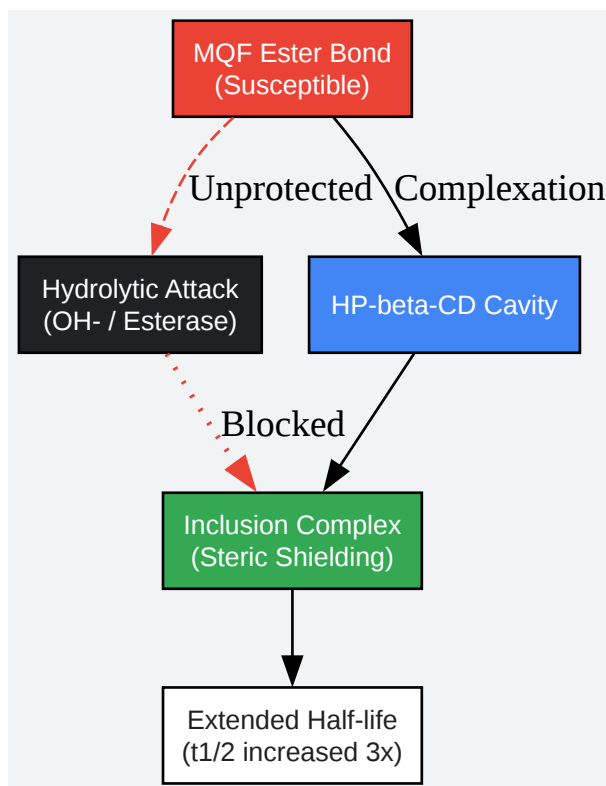 MQF Ester Bond
(Susceptible)
Unprotected
Complexation
Hydrolytic Attack
(OH- / Esterase)
HP-beta-CD Cavity
Blocked
Inclusion Complex
(Steric Shielding)
Extended Half-life
(t1/2 increased 3x)